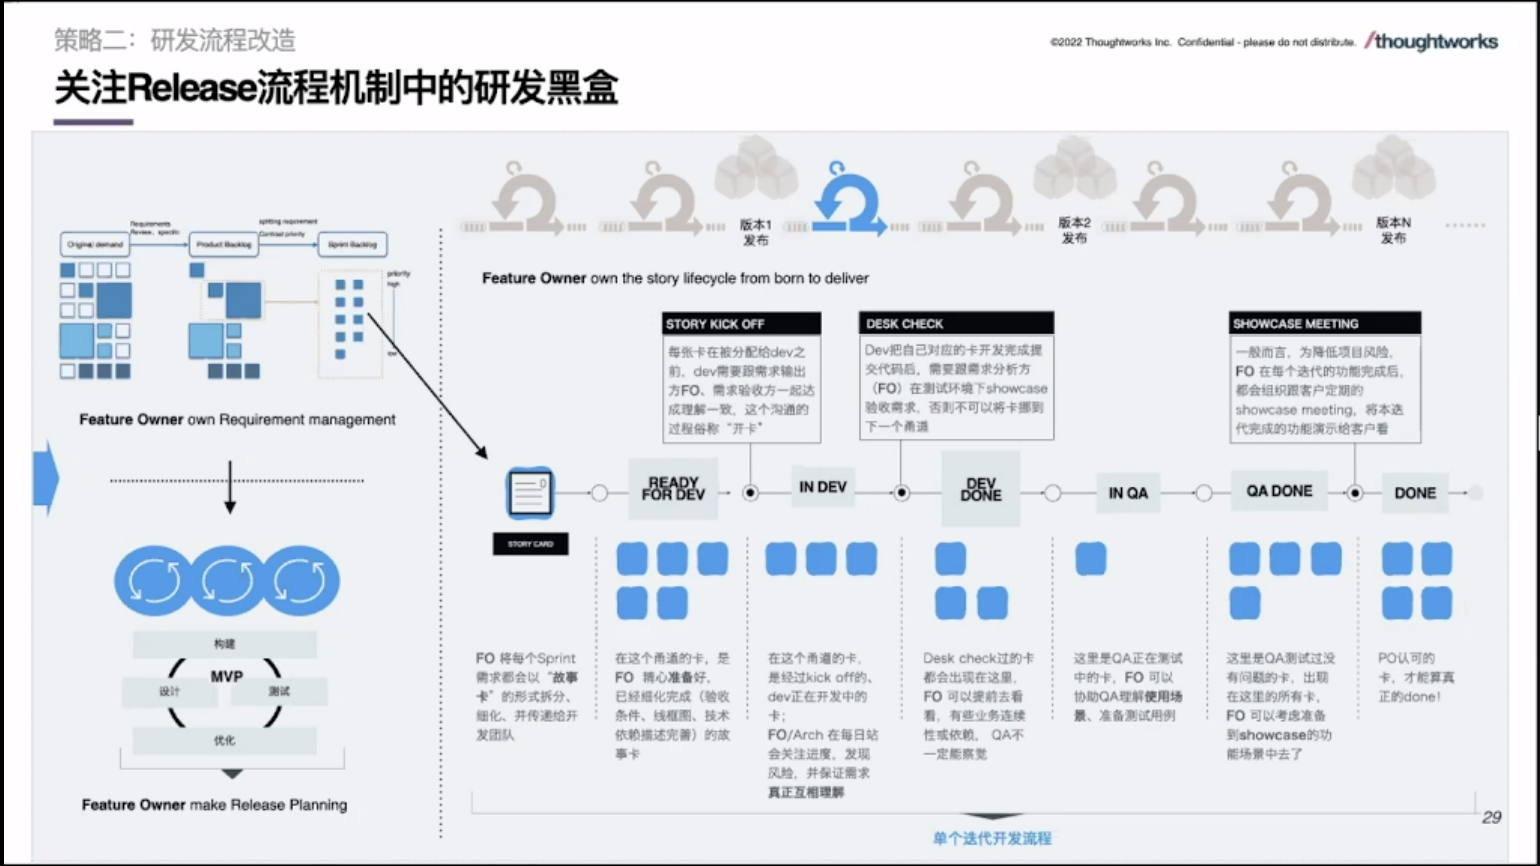 策略二：研发流程改造
©2022 Thoughtworks Inc. Confidential - please do not distribute.
/thoughtworks
关注Release流程机制中的研发黑盒
版本1
发布
版本2
发布
版本N
发布
Requirements
Review、specific
splitting requirement
Contrast priority
Original demand
Product Backlog
Sprint Backlog
priority
high
low
Feature Owner own Requirement management
构建
MVP
设计
测试
优化
Feature Owner make Release Planning
Feature Owner own the story lifecycle from born to deliver
STORY KICK OFF
每张卡在被分配给dev之
前，dev需要跟需求输出
方FO、需求验收方一起达
成理解一致，这个沟通的
过程俗称“开卡”
DESK CHECK
Dev把自己对应的卡开发完成提
交代码后，需要跟需求分析方
（FO）在测试环境下showcase
验收需求，否则不可以将卡挪到
下一个甬道
SHOWCASE MEETING
一般而言，为降低项目风险，
FO 在每个迭代的功能完成后，
都会组织跟客户定期的
showcase meeting，将本迭
代完成的功能演示给客户看
STORY CARD
READY
FOR DEV
IN DEV
DEV
DONE
IN QA
QA DONE
DONE
FO 将每个Sprint
需求都会以“故事
卡”的形式拆分、
细化、并传递给开
发团队
在这个甬道的卡，是
FO 精心准备好，
已经细化完成（验收
条件、线框图、技术
依赖描述完善）的故
事卡
在这个甬道的卡，
是经过kick off的、
dev正在开发中的
卡；
FO/Arch 在每日站
会关注进度，发现
风险，并保证需求
真正互相理解
Desk check过的卡
都会出现在这里，
FO 可以提前去看
看，有些业务连续
性或依赖， QA不
一定能察觉
这里是QA正在测试
中的卡，FO 可以
协助QA理解使用场
景、准备测试用例
这里是QA测试过没
有问题的卡，出现
在这里的所有卡，
FO 可以考虑准备
到showcase的功
能场景中去了
PO认可的
卡，才能算真
正的done！
单个迭代开发流程
29